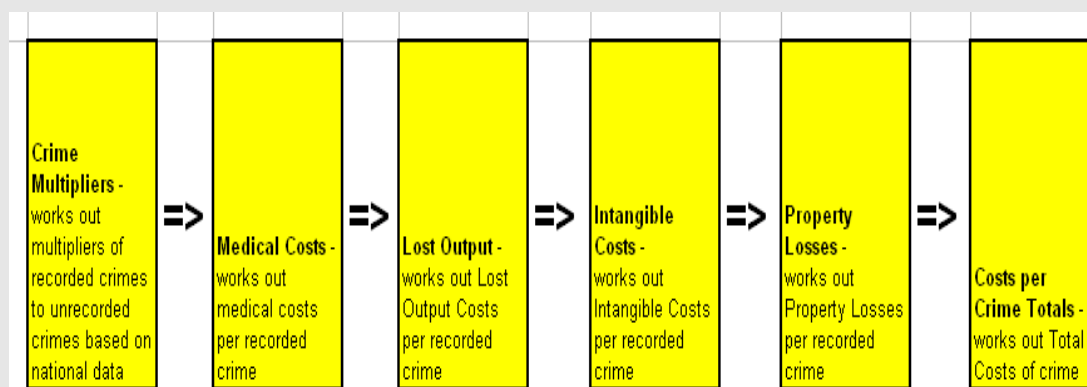 Crime
Multipliers -
works out
multipliers of
recorded crimes
to unrecorded
crimes based on
national data
=>
Medical Costs -
works out
medical costs
per recorded
crime
=>
Lost Output -
works out Lost
Output Costs
per recorded
crime
=>
Intangible
Costs -
works out
Intangible Costs
per recorded
crime
=>
Property
Losses -
works out
Property Losses
per recorded
crime
=>
Costs per
Crime Totals -
works out Total
Costs of crime